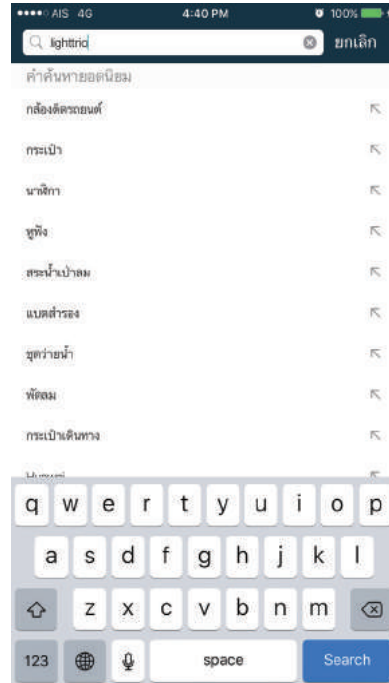 AIS 4G 4:40 PM 100%
lighttrio ยกเลิก
คำค้นหายอดนิยม
กล้องติดรถยนต์
กระเป๋า
นาฬิกา
หูฟัง
สระน้ำเป่าลม
แบตสำรอง
ชุดว่ายน้ำ
พัดลม
กระเป๋าเดินทาง
q w e r t y u i o p
a s d f g h j k l
z x c v b n m
123 space Search